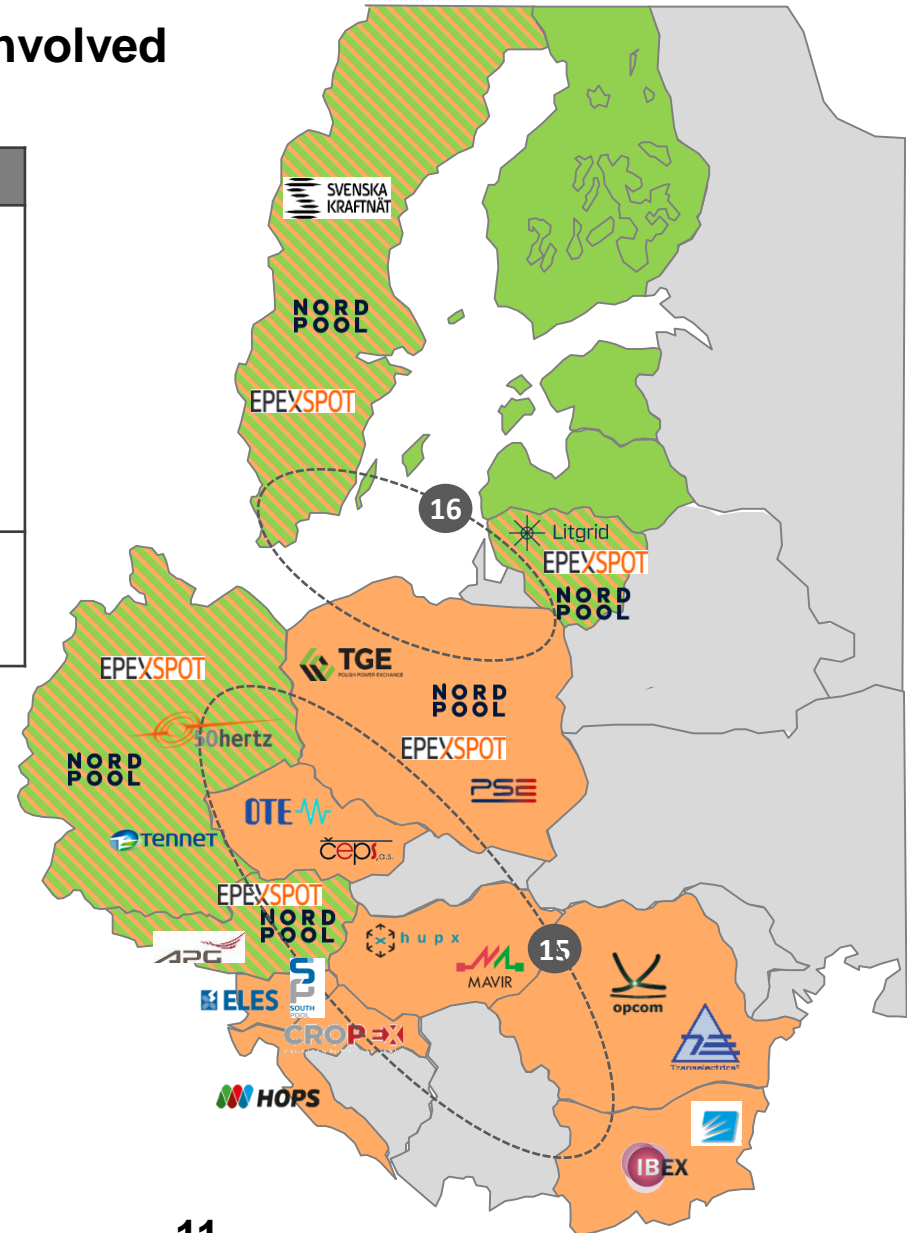 nvolved
SVENSKA
KRAFTNÄT
NORD
POOL
EPEXSPOT
16
Litgrid
EPEXSPOT
NORD
POOL
TGE
POLISH POWER EXCHANGE
EPEXSPOT
NORD
POOL
50hertz
EPEXSPOT
NORD
POOL
PSE
OTE
TENNET
čeps,a.s.
EPEXSPOT
NORD
POOL
hupx
15
APG
MAVIR
opcom
ELES
SP
SOUTH
POOL
CROPEX
Transelectrica®
HOPS
IBEX
11